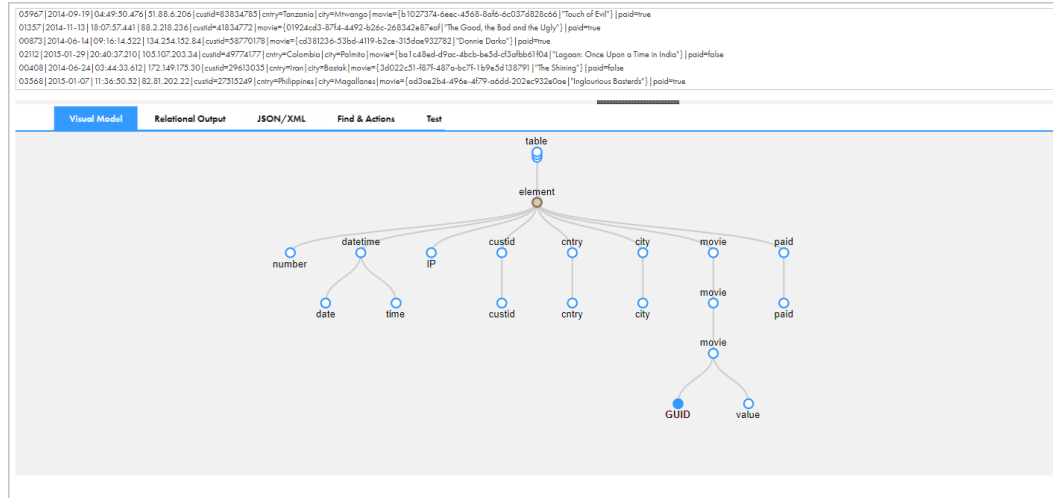 05967|2014-09-19|04:49:50.476|51.88.6.206|custid=83834785|cntry=Tanzania|city=Mtwango|movie={b1027374-6eec-4568-8af6-6c037d828c66|"Touch of Evil"}|paid=true
01357|2014-11-13|18:07:57.441|88.2.218.236|custid=41834772|movie={01924cd3-87f4-4492-b26c-268342e87eaf|"The Good, the Bad and the Ugly"}|paid=true
00873|2014-06-14|09:16:14.522|134.254.152.84|custid=58770178|movie={cd381236-53bd-4119-b2ce-315dae932782|"Donnie Darko"}|paid=true
02112|2015-01-29|20:40:37.210|105.107.203.34|custid=49774177|cntry=Colombia|city=Palmito|movie={ba1c48ed-d9ac-4bcb-be5d-cf3afbb61f04|"Lagaan: Once Upon a Time in India"}|paid=false
00408|2014-06-24|03:44:33.612|172.149.175.30|custid=29613035|cntry=Iran|city=Bastak|movie={3d022c51-f87f-487a-bc7f-1b9e5d138791|"The Shining"}|paid=false
03568|2015-01-07|11:36:50.52|82.81.202.22|custid=27515249|cntry=Philippines|city=Magallanes|movie={ad3ae2b4-496e-4f79-a6dd-202ec932e0ae|"Inglourious Basterds"}|paid=true
Visual Model Relational Output JSON/XML Find & Actions Test
table
element
datetime custid cntry city movie paid
number IP
movie
date time custid cntry city paid
movie
GUID value